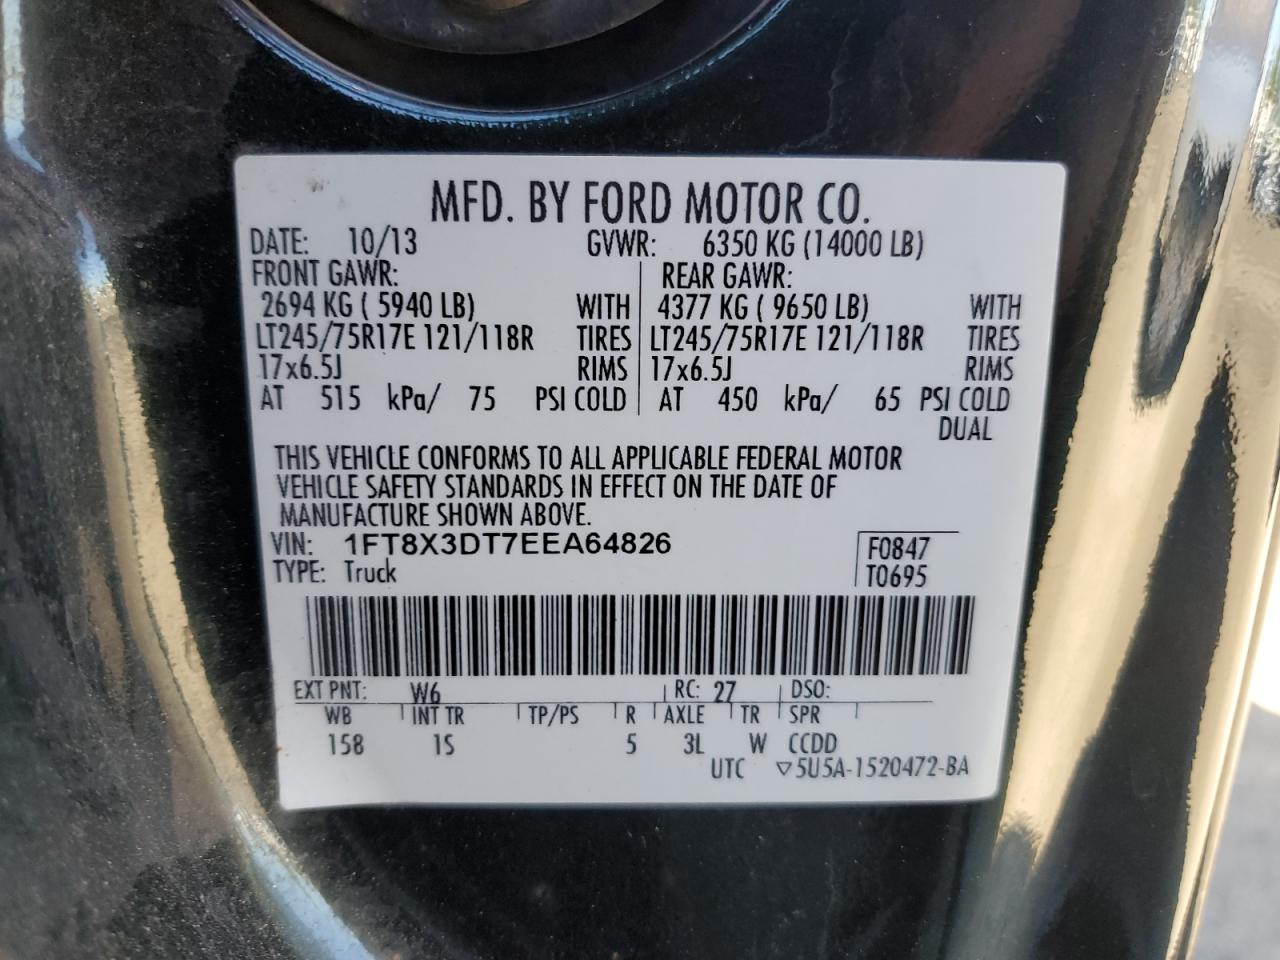 MFD. BY FORD MOTOR CO.
DATE: 10/13 GVWR: 6350 KG (14000 LB)
FRONT GAWR: REAR GAWR:
2694 KG ( 5940 LB) WITH 4377 KG ( 9650 LB) WITH
LT245/75R17E 121/118R TIRES LT245/75R17E 121/118R TIRES
17x6.5J RIMS 17x6.5J RIMS
AT 515 kPa/ 75 PSI COLD AT 450 kPa/ 65 PSI COLD
DUAL
THIS VEHICLE CONFORMS TO ALL APPLICABLE FEDERAL MOTOR
VEHICLE SAFETY STANDARDS IN EFFECT ON THE DATE OF
MANUFACTURE SHOWN ABOVE.
VIN: 1FT8X3DT7EEA64826 F0847
TYPE: Truck T0695
EXT PNT: W6 RC: 27 DSO:
WB INT TR TP/PS R AXLE TR SPR
158 1S 5 3L W CCDD
UTC ▽5U5A-1520472-BA